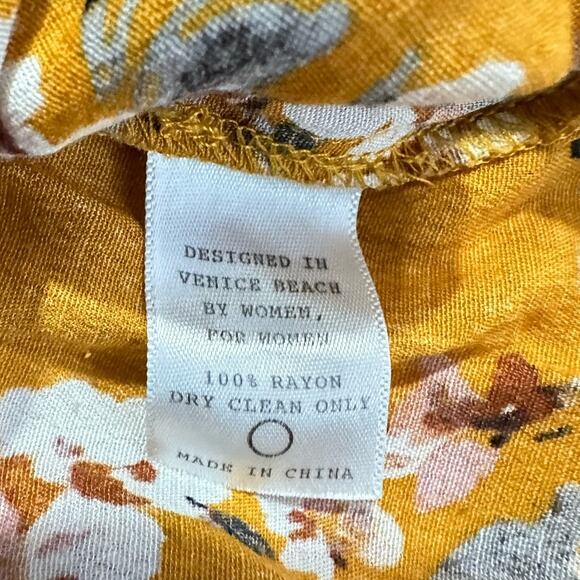 DESIGNED IN
VENICE BEACH
BY WOMEN,
FOR WOMEN
100% RAYON
DRY CLEAN ONLY
MADE IN CHINA